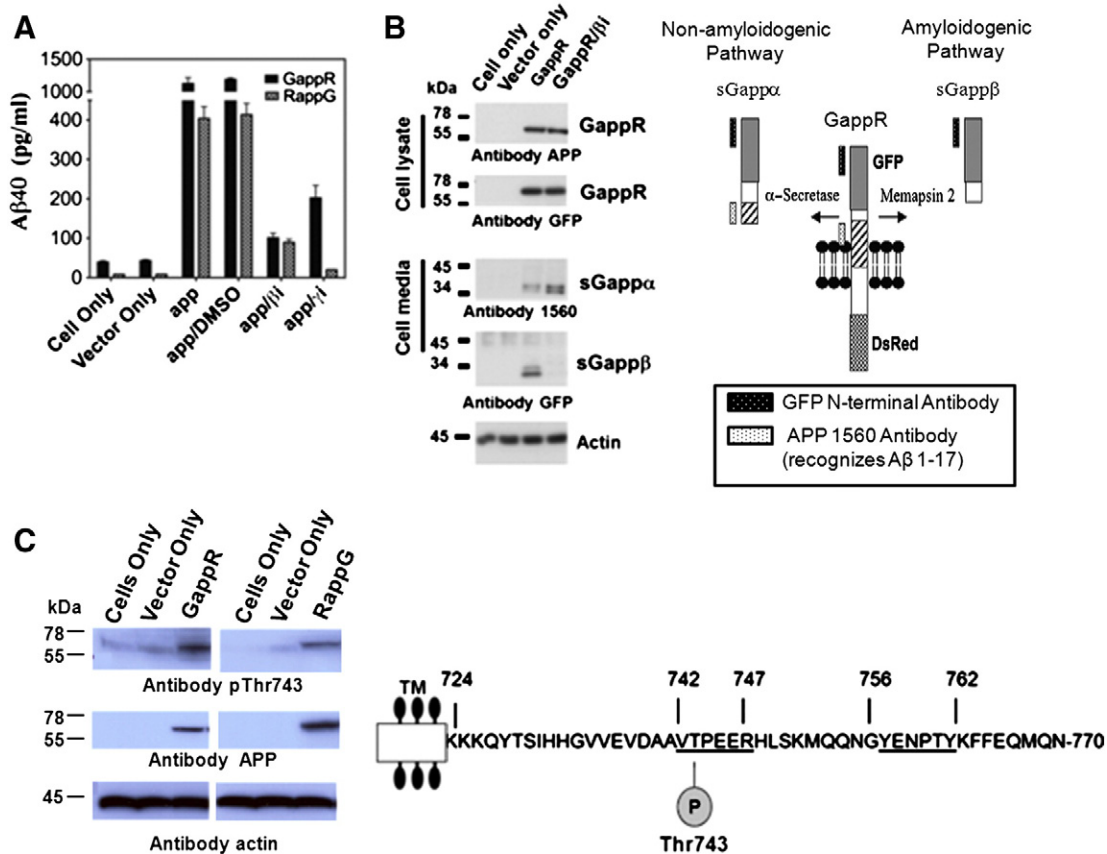 A
1500
1000
400
300
200
100
0
Aβ40 (pg/ml)
GappR
RappG
Cell Only
Vector Only
app
app/DMSO
app/βi
app/γi
B
Cell only
Vector only
GappR
GappR/βi
kDa
78
55
GappR
Antibody APP
78
55
GappR
Antibody GFP
Cell lysate
45
34
sGappα
Antibody 1560
45
34
sGappβ
Antibody GFP
Cell media
45
Actin
Non-amyloidogenic
Pathway
Amyloidogenic
Pathway
sGappα
sGappβ
GappR
GFP
α-Secretase
Memapsin 2
DsRed
GFP N-terminal Antibody
APP 1560 Antibody
(recognizes Aβ 1-17)
C
Cells Only
Vector Only
GappR
Cells Only
Vector Only
RappG
kDa
78
55
Antibody pThr743
78
55
Antibody APP
45
Antibody actin
TM
724
742
747
756
762
KKKQYTSIHHGVVEVDAAVTPEERHLSKMQQNGYENPTYKFFEQMQN-770
P
Thr743